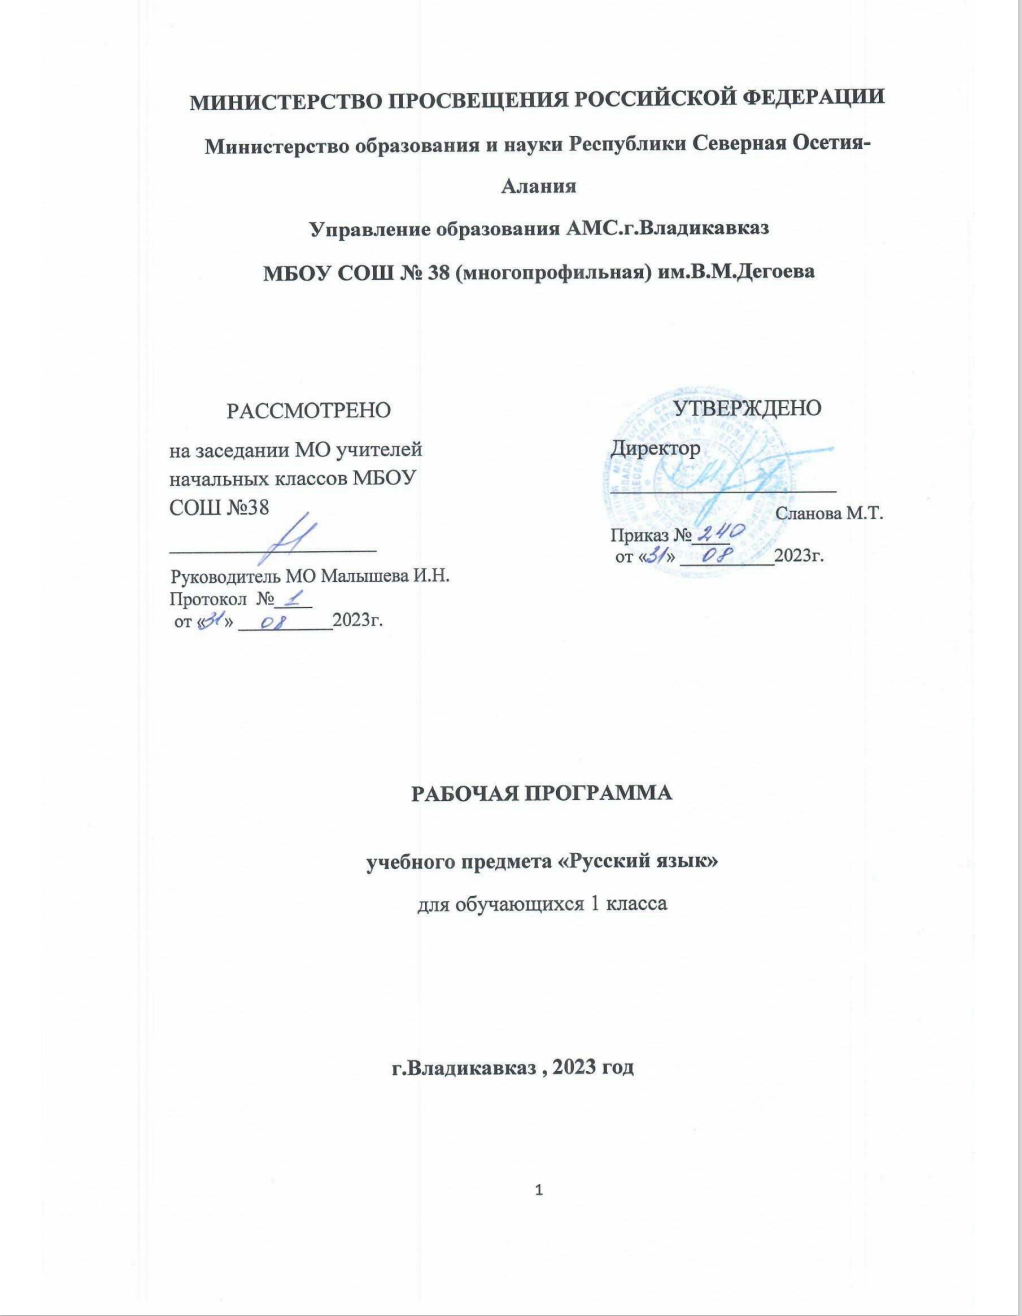 МИНИСТЕРСТВО ПРОСВЕЩЕНИЯ РОССИЙСКОЙ ФЕДЕРАЦИИ
Министерство образования и науки Республики Северная Осетия-
Алания
Управление образования АМС.г.Владикавказ
МБОУ СОШ № 38 (многопрофильная) им.В.М.Дегоева
РАССМОТРЕНО
на заседании МО учителей
начальных классов МБОУ
СОШ №38
Руководитель МО Малышева И.Н.
Протокол №1
от «31» 08 2023г.
УТВЕРЖДЕНО
Директор
Сланова М.Т.
Приказ №240
от «31» 08 2023г.
РАБОЧАЯ ПРОГРАММА
учебного предмета «Русский язык»
для обучающихся 1 класса
г.Владикавказ , 2023 год
1